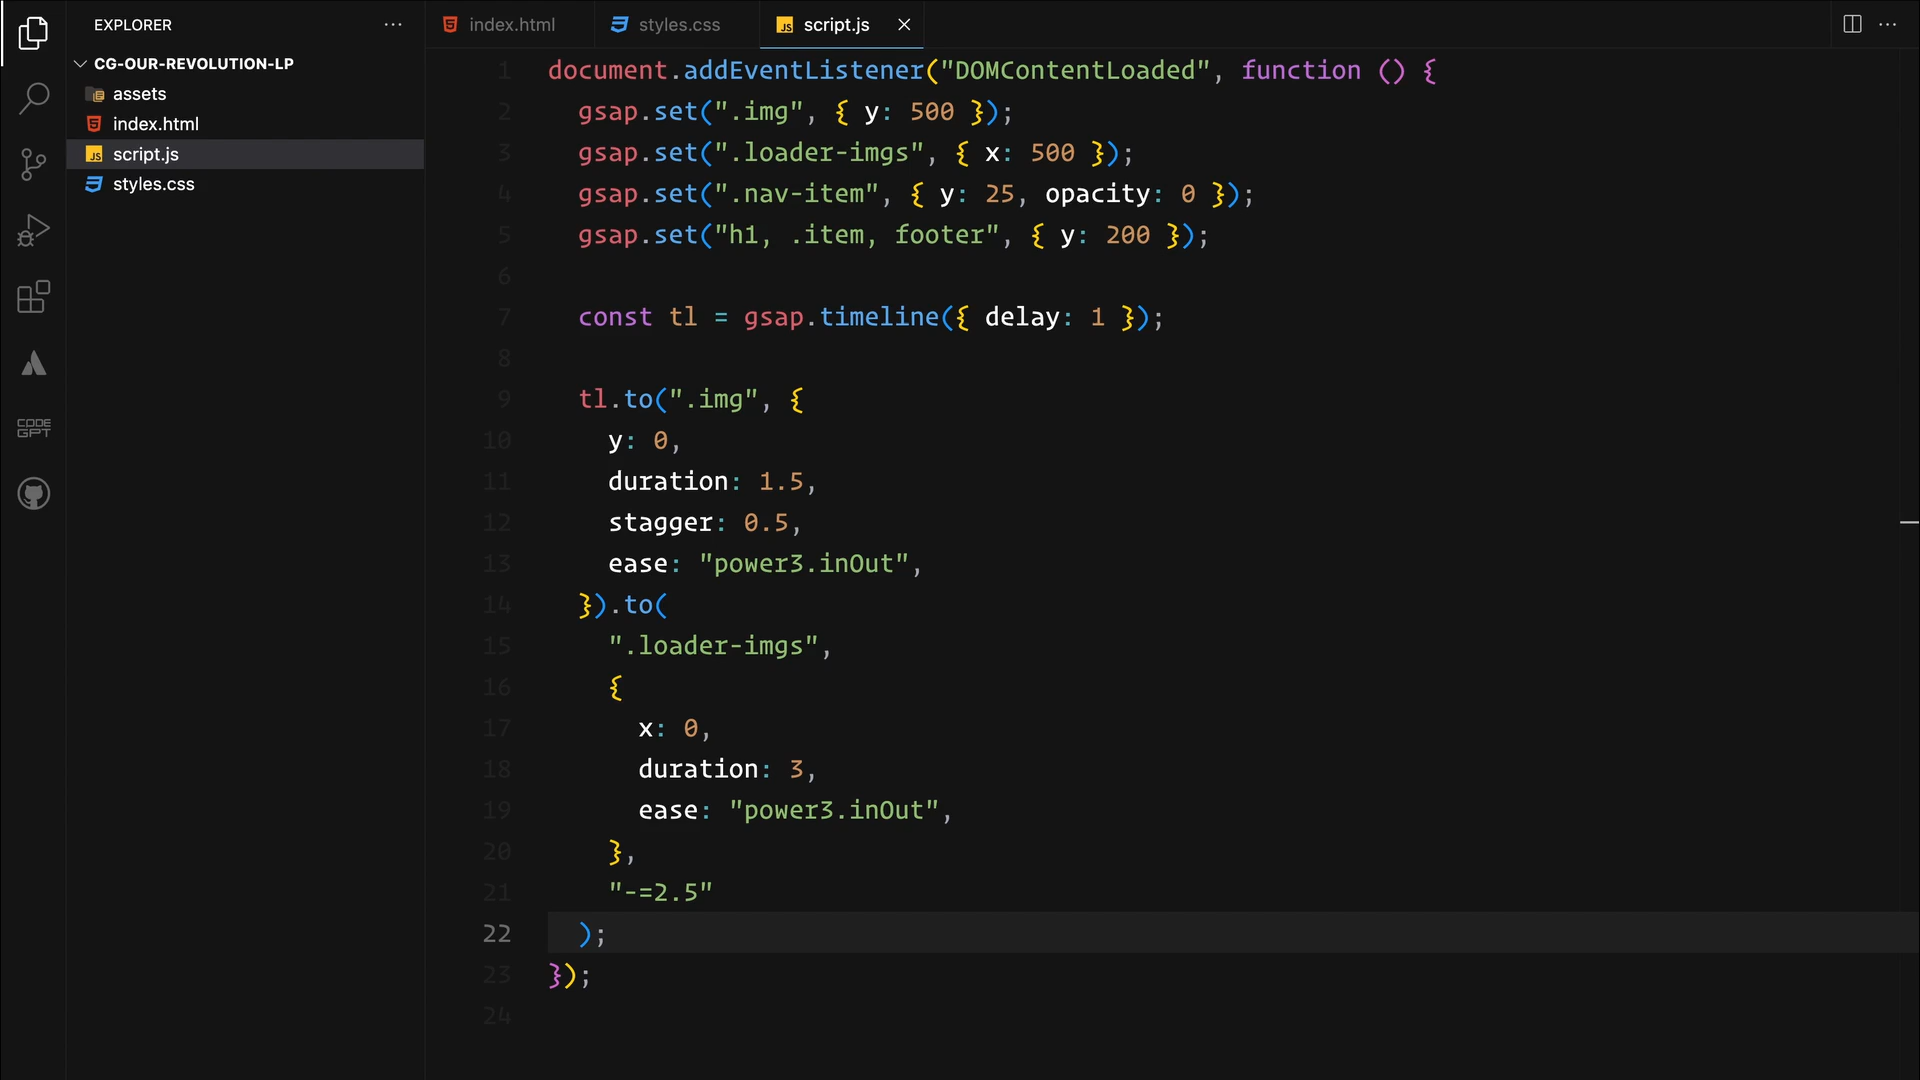 EXPLORER
CG-OUR-REVOLUTION-LP
assets
index.html
script.js
styles.css
CODE
GPT
index.html
styles.css
script.js
1 document.addEventListener("DOMContentLoaded", function () {
2 gsap.set(".img", { y: 500 });
3 gsap.set(".loader-imgs", { x: 500 });
4 gsap.set(".nav-item", { y: 25, opacity: 0 });
5 gsap.set("h1, .item, footer", { y: 200 });
6
7 const tl = gsap.timeline({ delay: 1 });
8
9 tl.to(".img", {
10 y: 0,
11 duration: 1.5,
12 stagger: 0.5,
13 ease: "power3.inOut",
14 }).to(
15 ".loader-imgs",
16 {
17 x: 0,
18 duration: 3,
19 ease: "power3.inOut",
20 },
21 "-=2.5"
22 );
23 });
24